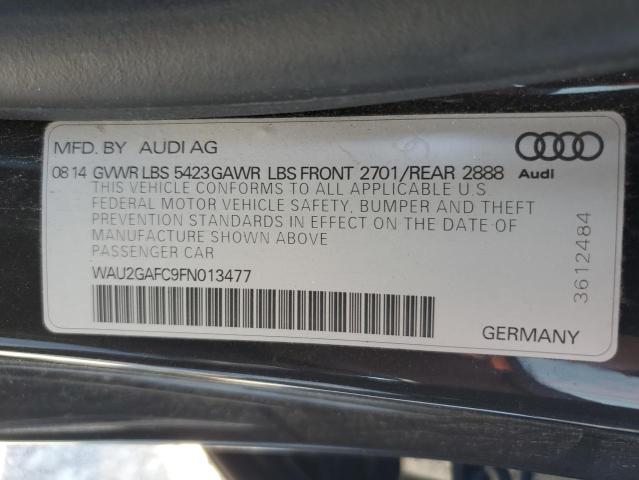 MFD. BY AUDI AG
08 14 GVWR LBS 5423 GAWR LBS FRONT 2701/REAR 2888 Audi
THIS VEHICLE CONFORMS TO ALL APPLICABLE U.S.
FEDERAL MOTOR VEHICLE SAFETY, BUMPER AND THEFT
PREVENTION STANDARDS IN EFFECT ON THE DATE OF
MANUFACTURE SHOWN ABOVE
PASSENGER CAR
WAU2GAFC9FN013477
3612484
GERMANY